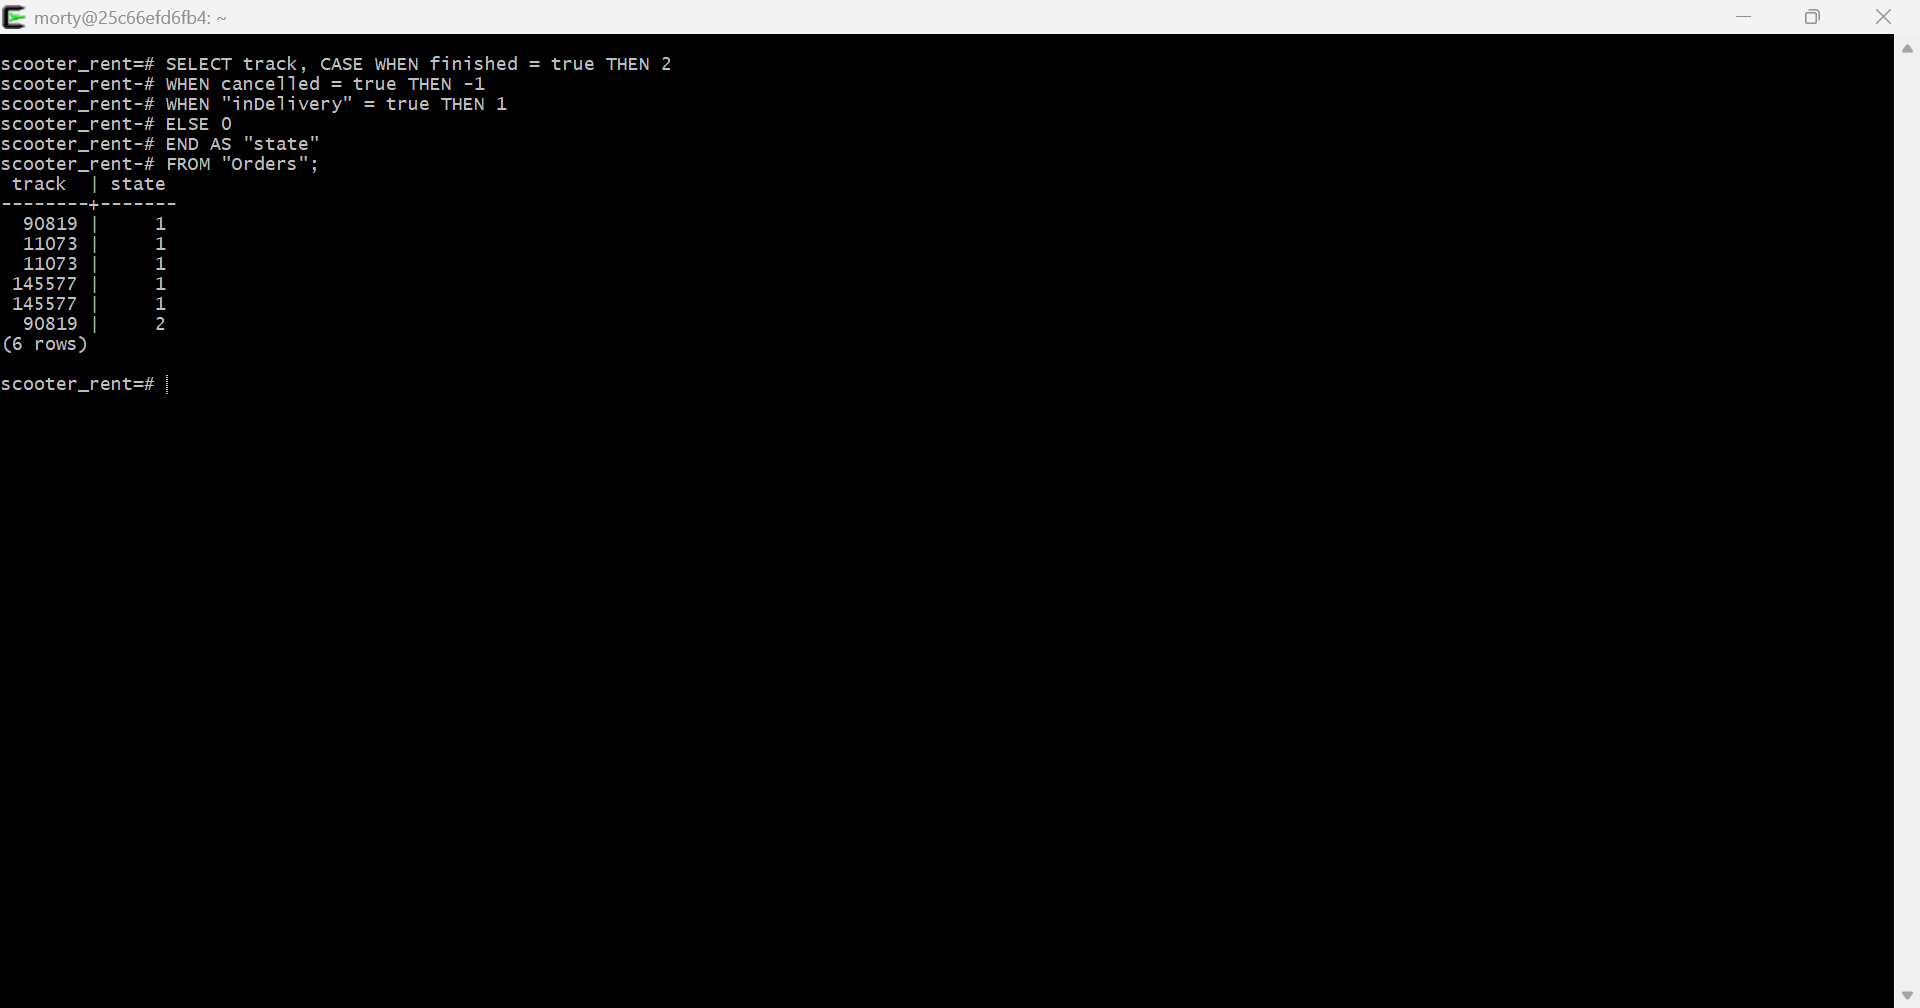 morty@25c66efd6fb4: ~
scooter_rent=# SELECT track, CASE WHEN finished = true THEN 2
scooter_rent-# WHEN cancelled = true THEN -1
scooter_rent-# WHEN "inDelivery" = true THEN 1
scooter_rent-# ELSE 0
scooter_rent-# END AS "state"
scooter_rent-# FROM "Orders";
 track  | state
--------+-------
  90819 |     1
  11073 |     1
  11073 |     1
 145577 |     1
 145577 |     1
  90819 |     2
(6 rows)
scooter_rent=#